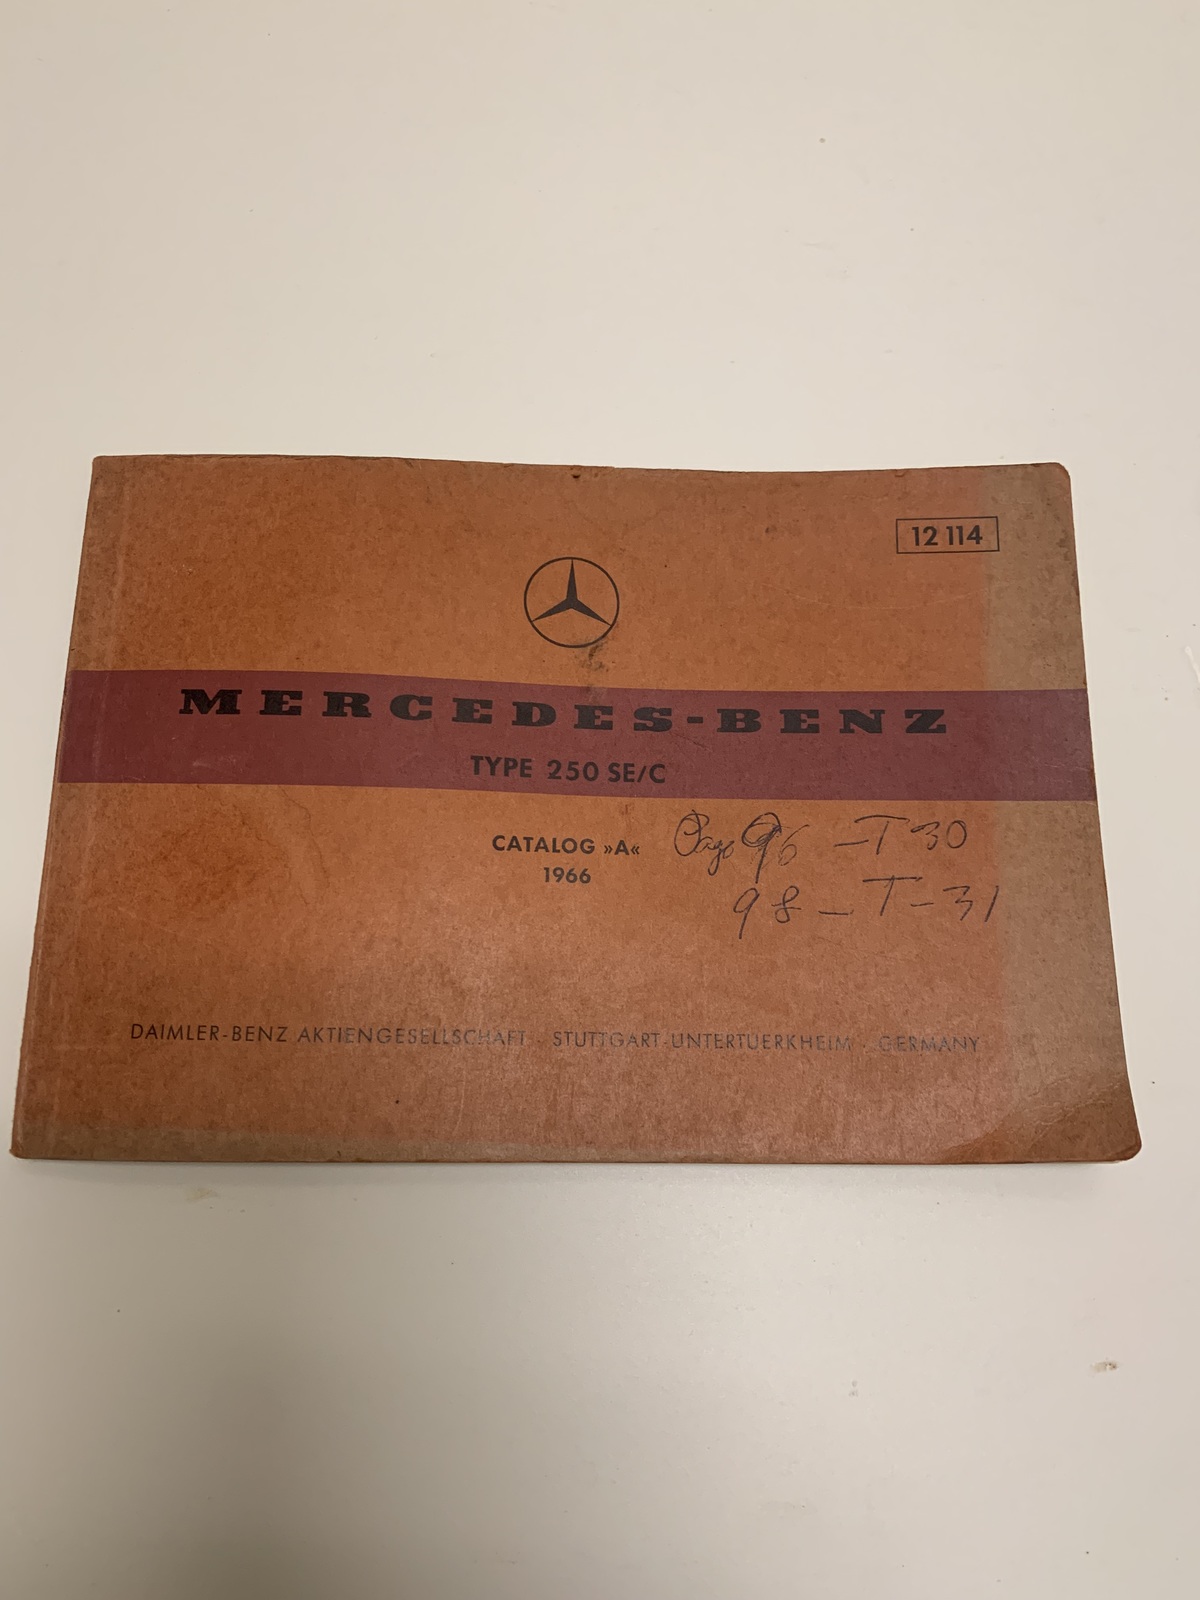 12 114
MERCEDES-BENZ
TYPE 250 SE/C
CATALOG »A«
1966
Page 96 - T 30
98 - T - 31
DAIMLER-BENZ AKTIENGESELLSCHAFT · STUTTGART-UNTERTUERKHEIM · GERMANY